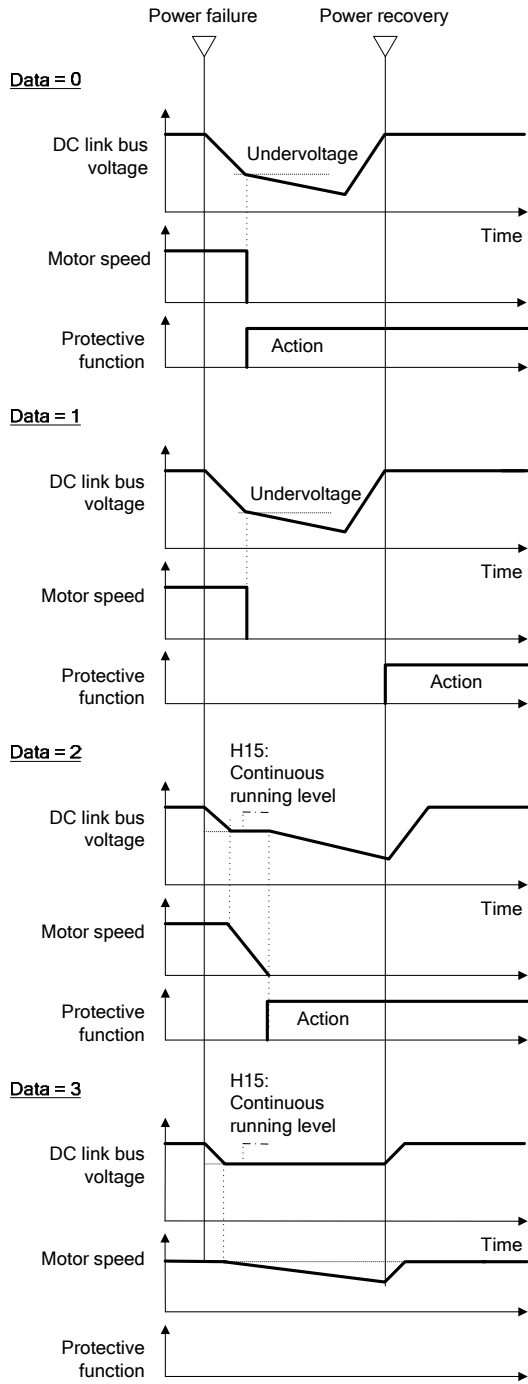 Power failure
Power recovery
Data = 0
DC link bus
voltage
Undervoltage
Time
Motor speed
Protective
function
Action
Data = 1
DC link bus
voltage
Undervoltage
Time
Motor speed
Protective
function
Action
Data = 2
H15:
Continuous
running level
DC link bus
voltage
Time
Motor speed
Protective
function
Action
Data = 3
H15:
Continuous
running level
DC link bus
voltage
Time
Motor speed
Protective
function